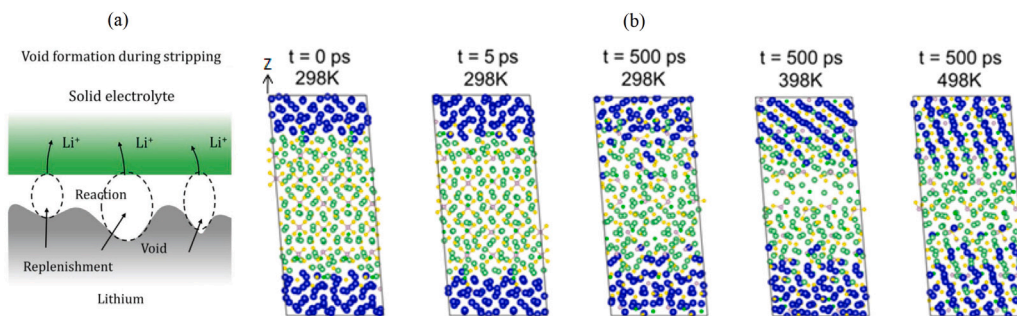 (a)
Void formation during stripping
Solid electrolyte
Li⁺ Li⁺ Li⁺
Reaction
Void
Replenishment
Lithium
(b)
Z
t = 0 ps
298K
t = 5 ps
298K
t = 500 ps
298K
t = 500 ps
398K
t = 500 ps
498K